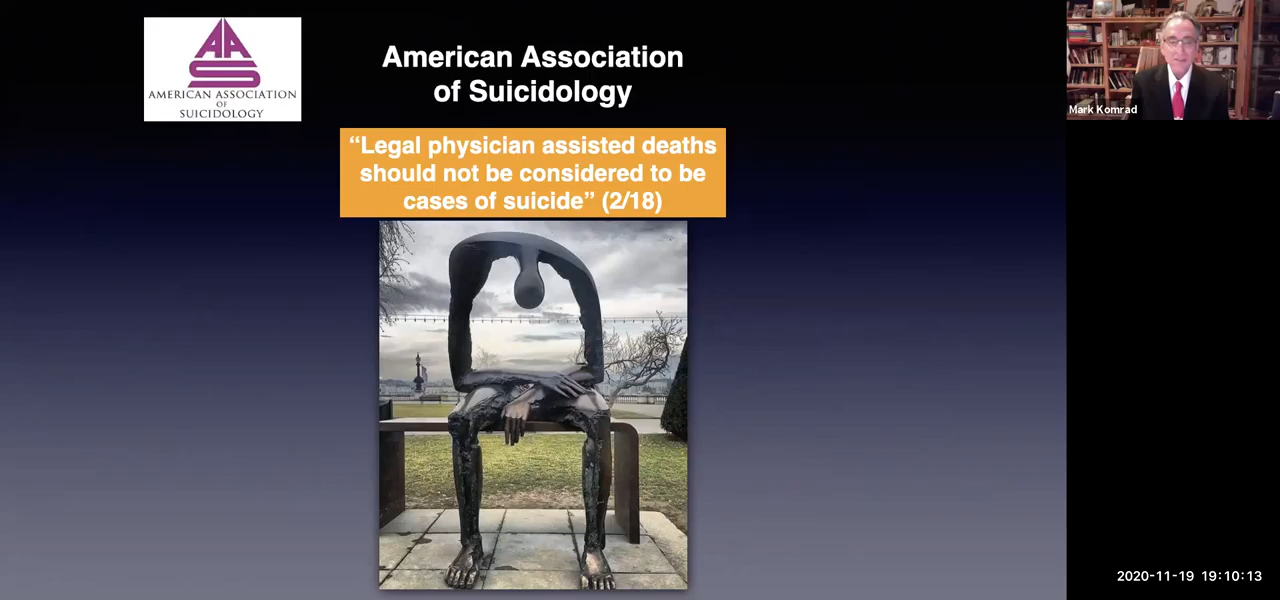 AAS
AMERICAN ASSOCIATION
OF
SUICIDOLOGY
American Association
of Suicidology
“Legal physician assisted deaths
should not be considered to be
cases of suicide” (2/18)
Mark Komrad
2020-11-19 19:10:13